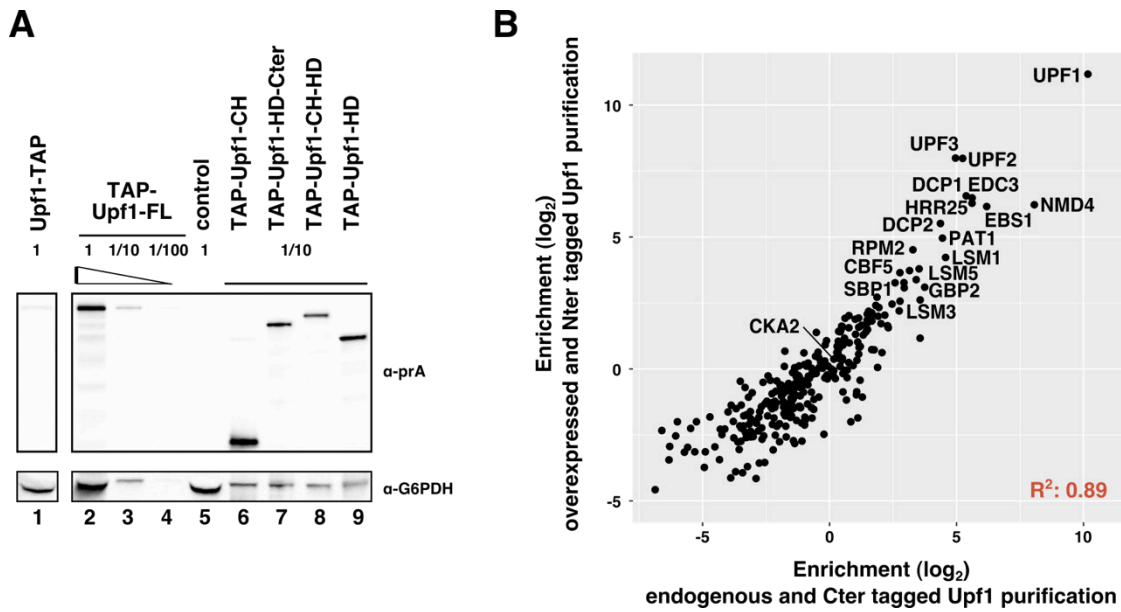 A
Upf1-TAP
TAP-
Upf1-FL
control
TAP-Upf1-CH
TAP-Upf1-HD-Cter
TAP-Upf1-CH-HD
TAP-Upf1-HD
1
1
1/10
1/100
1
1/10
α-prA
α-G6PDH
1
2
3
4
5
6
7
8
9
B
Enrichment (log2)
overexpressed and Nter tagged Upf1 purification
10
5
0
-5
UPF1
UPF3
UPF2
DCP1
EDC3
HRR25
NMD4
EBS1
DCP2
PAT1
RPM2
LSM1
CBF5
LSM5
SBP1
GBP2
LSM3
CKA2
R²: 0.89
-5
0
5
10
Enrichment (log2)
endogenous and Cter tagged Upf1 purification